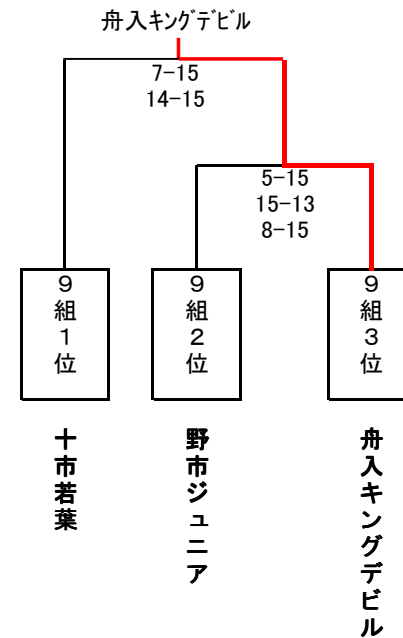 舟入キングデビル
7-15
14-15
5-15
15-13
8-15
9組1位
9組2位
9組3位
十市若葉
野市ジュニア
舟入キングデビル